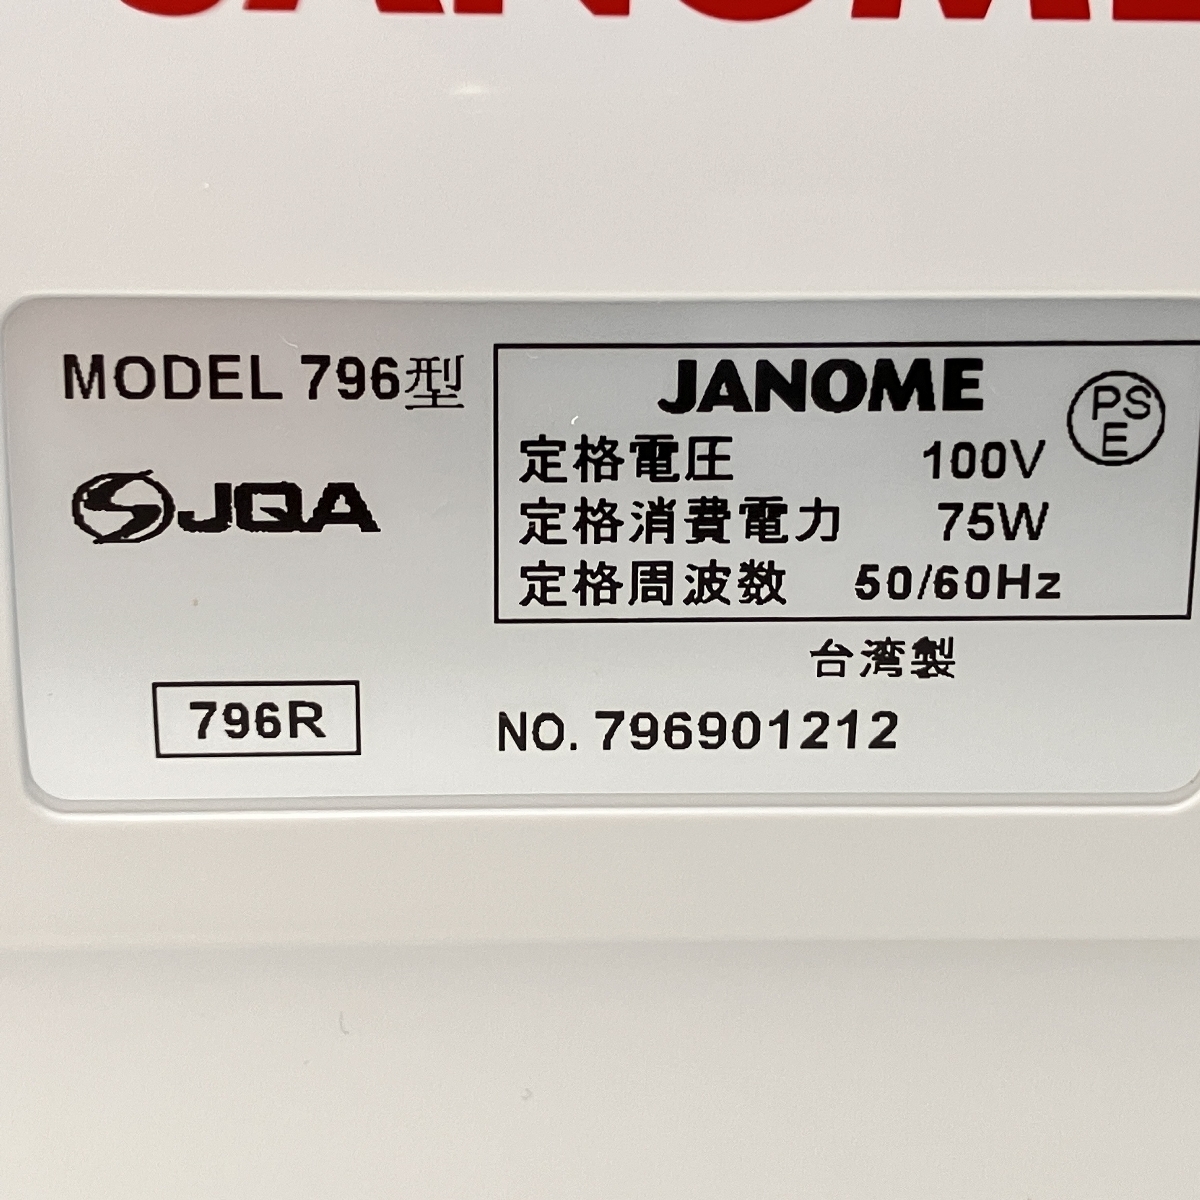 JANOME
MODEL 796型
JQA
796R
JANOME
PS
E
定格電圧 100V
定格消費電力 75W
定格周波数 50/60Hz
台湾製
NO. 796901212